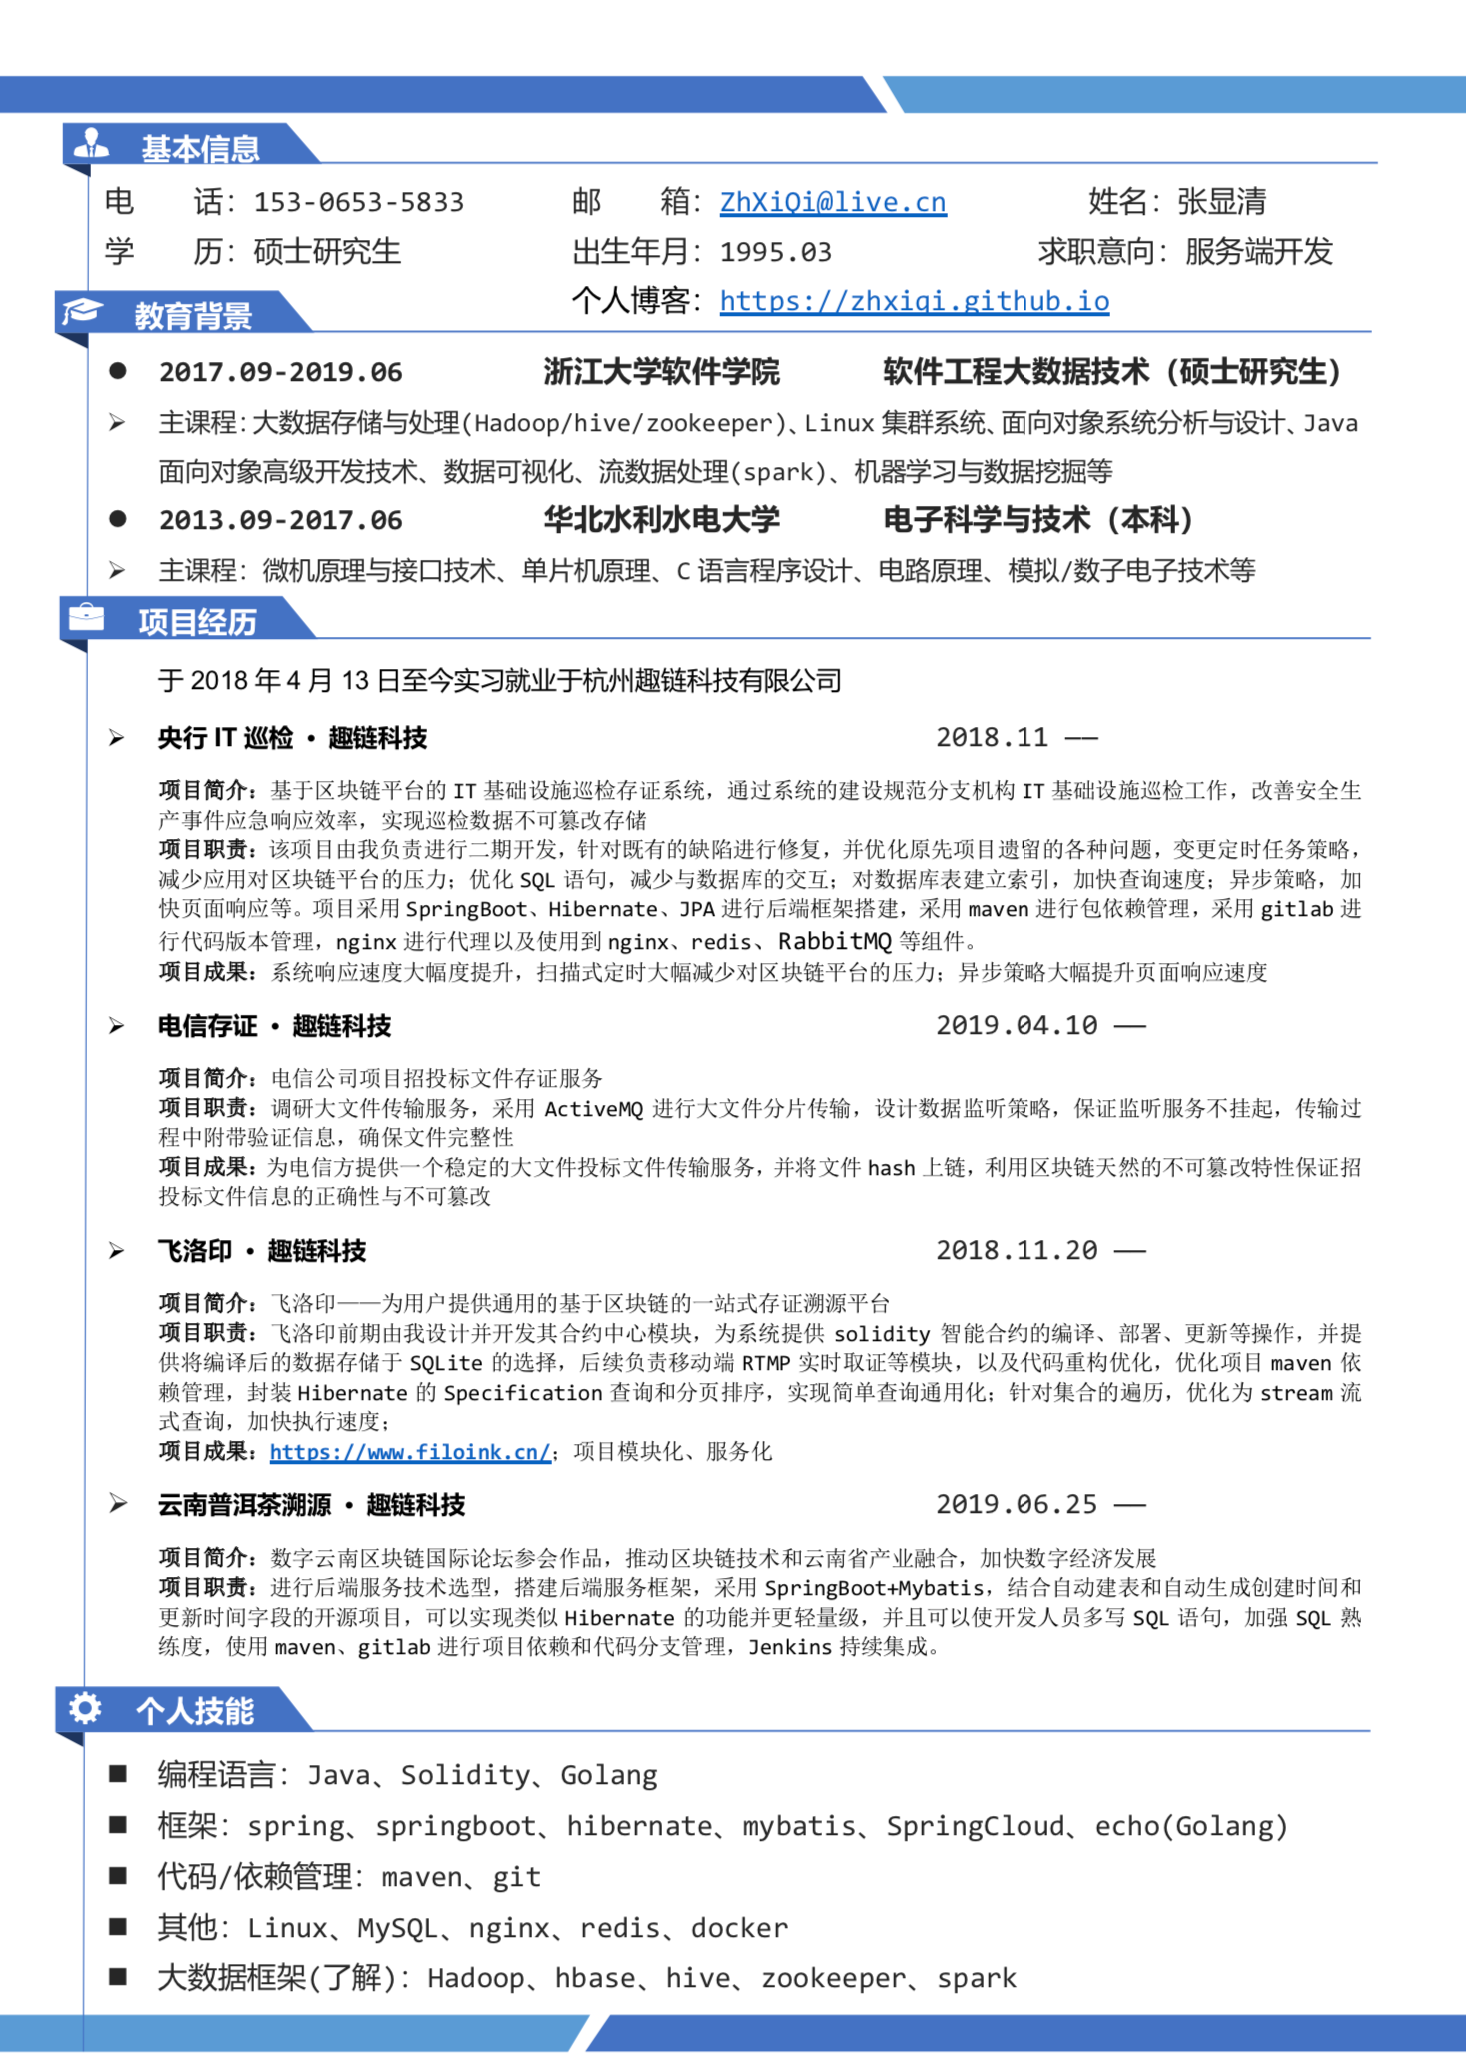 基本信息
电 话：153-0653-5833 邮 箱：ZhXiQi@live.cn 姓名：张显清
学 历：硕士研究生 出生年月：1995.03 求职意向：服务端开发
个人博客：https://zhxiqi.github.io
教育背景
● 2017.09-2019.06 浙江大学软件学院 软件工程大数据技术（硕士研究生）
➢ 主课程：大数据存储与处理(Hadoop/hive/zookeeper)、Linux 集群系统、面向对象系统分析与设计、Java
面向对象高级开发技术、数据可视化、流数据处理(spark)、机器学习与数据挖掘等
● 2013.09-2017.06 华北水利水电大学 电子科学与技术（本科）
➢ 主课程：微机原理与接口技术、单片机原理、C 语言程序设计、电路原理、模拟/数子电子技术等
项目经历
于 2018 年 4 月 13 日至今实习就业于杭州趣链科技有限公司
➢ 央行 IT 巡检 • 趣链科技 2018.11 ——
项目简介：基于区块链平台的 IT 基础设施巡检存证系统，通过系统的建设规范分支机构 IT 基础设施巡检工作，改善安全生
产事件应急响应效率，实现巡检数据不可篡改存储
项目职责：该项目由我负责进行二期开发，针对既有的缺陷进行修复，并优化原先项目遗留的各种问题，变更定时任务策略，
减少应用对区块链平台的压力；优化 SQL 语句，减少与数据库的交互；对数据库表建立索引，加快查询速度；异步策略，加
快页面响应等。项目采用 SpringBoot、Hibernate、JPA 进行后端框架搭建，采用 maven 进行包依赖管理，采用 gitlab 进
行代码版本管理，nginx 进行代理以及使用到 nginx、redis、RabbitMQ 等组件。
项目成果：系统响应速度大幅度提升，扫描式定时大幅减少对区块链平台的压力；异步策略大幅提升页面响应速度
➢ 电信存证 • 趣链科技 2019.04.10 ——
项目简介：电信公司项目招投标文件存证服务
项目职责：调研大文件传输服务，采用 ActiveMQ 进行大文件分片传输，设计数据监听策略，保证监听服务不挂起，传输过
程中附带验证信息，确保文件完整性
项目成果：为电信方提供一个稳定的大文件投标文件传输服务，并将文件 hash 上链，利用区块链天然的不可篡改特性保证招
投标文件信息的正确性与不可篡改
➢ 飞洛印 • 趣链科技 2018.11.20 ——
项目简介：飞洛印——为用户提供通用的基于区块链的一站式存证溯源平台
项目职责：飞洛印前期由我设计并开发其合约中心模块，为系统提供 solidity 智能合约的编译、部署、更新等操作，并提
供将编译后的数据存储于 SQLite 的选择，后续负责移动端 RTMP 实时取证等模块，以及代码重构优化，优化项目 maven 依
赖管理，封装 Hibernate 的 Specification 查询和分页排序，实现简单查询通用化；针对集合的遍历，优化为 stream 流
式查询，加快执行速度；
项目成果：https://www.filoink.cn/；项目模块化、服务化
➢ 云南普洱茶溯源 • 趣链科技 2019.06.25 ——
项目简介：数字云南区块链国际论坛参会作品，推动区块链技术和云南省产业融合，加快数字经济发展
项目职责：进行后端服务技术选型，搭建后端服务框架，采用 SpringBoot+Mybatis，结合自动建表和自动生成创建时间和
更新时间字段的开源项目，可以实现类似 Hibernate 的功能并更轻量级，并且可以使开发人员多写 SQL 语句，加强 SQL 熟
练度，使用 maven、gitlab 进行项目依赖和代码分支管理，Jenkins 持续集成。
个人技能
■ 编程语言：Java、Solidity、Golang
■ 框架：spring、springboot、hibernate、mybatis、SpringCloud、echo(Golang)
■ 代码/依赖管理：maven、git
■ 其他：Linux、MySQL、nginx、redis、docker
■ 大数据框架(了解)：Hadoop、hbase、hive、zookeeper、spark